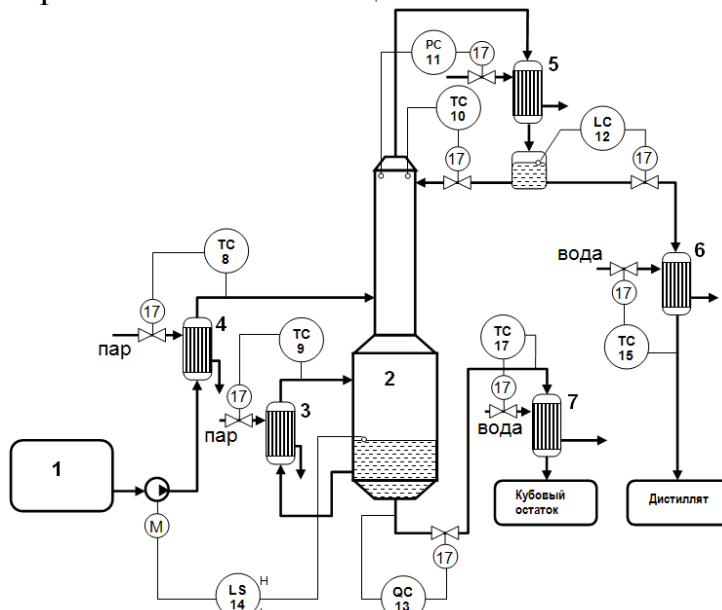 PC
11
17
5
TC
10
LC
12
17
17
TC
8
вода
6
17
4
17
TC
9
TC
17
TC
15
пар
2
17
3
17
7
пар
вода
1
Кубовый
остаток
Дистиллят
M
17
LS
14
H
QC
13